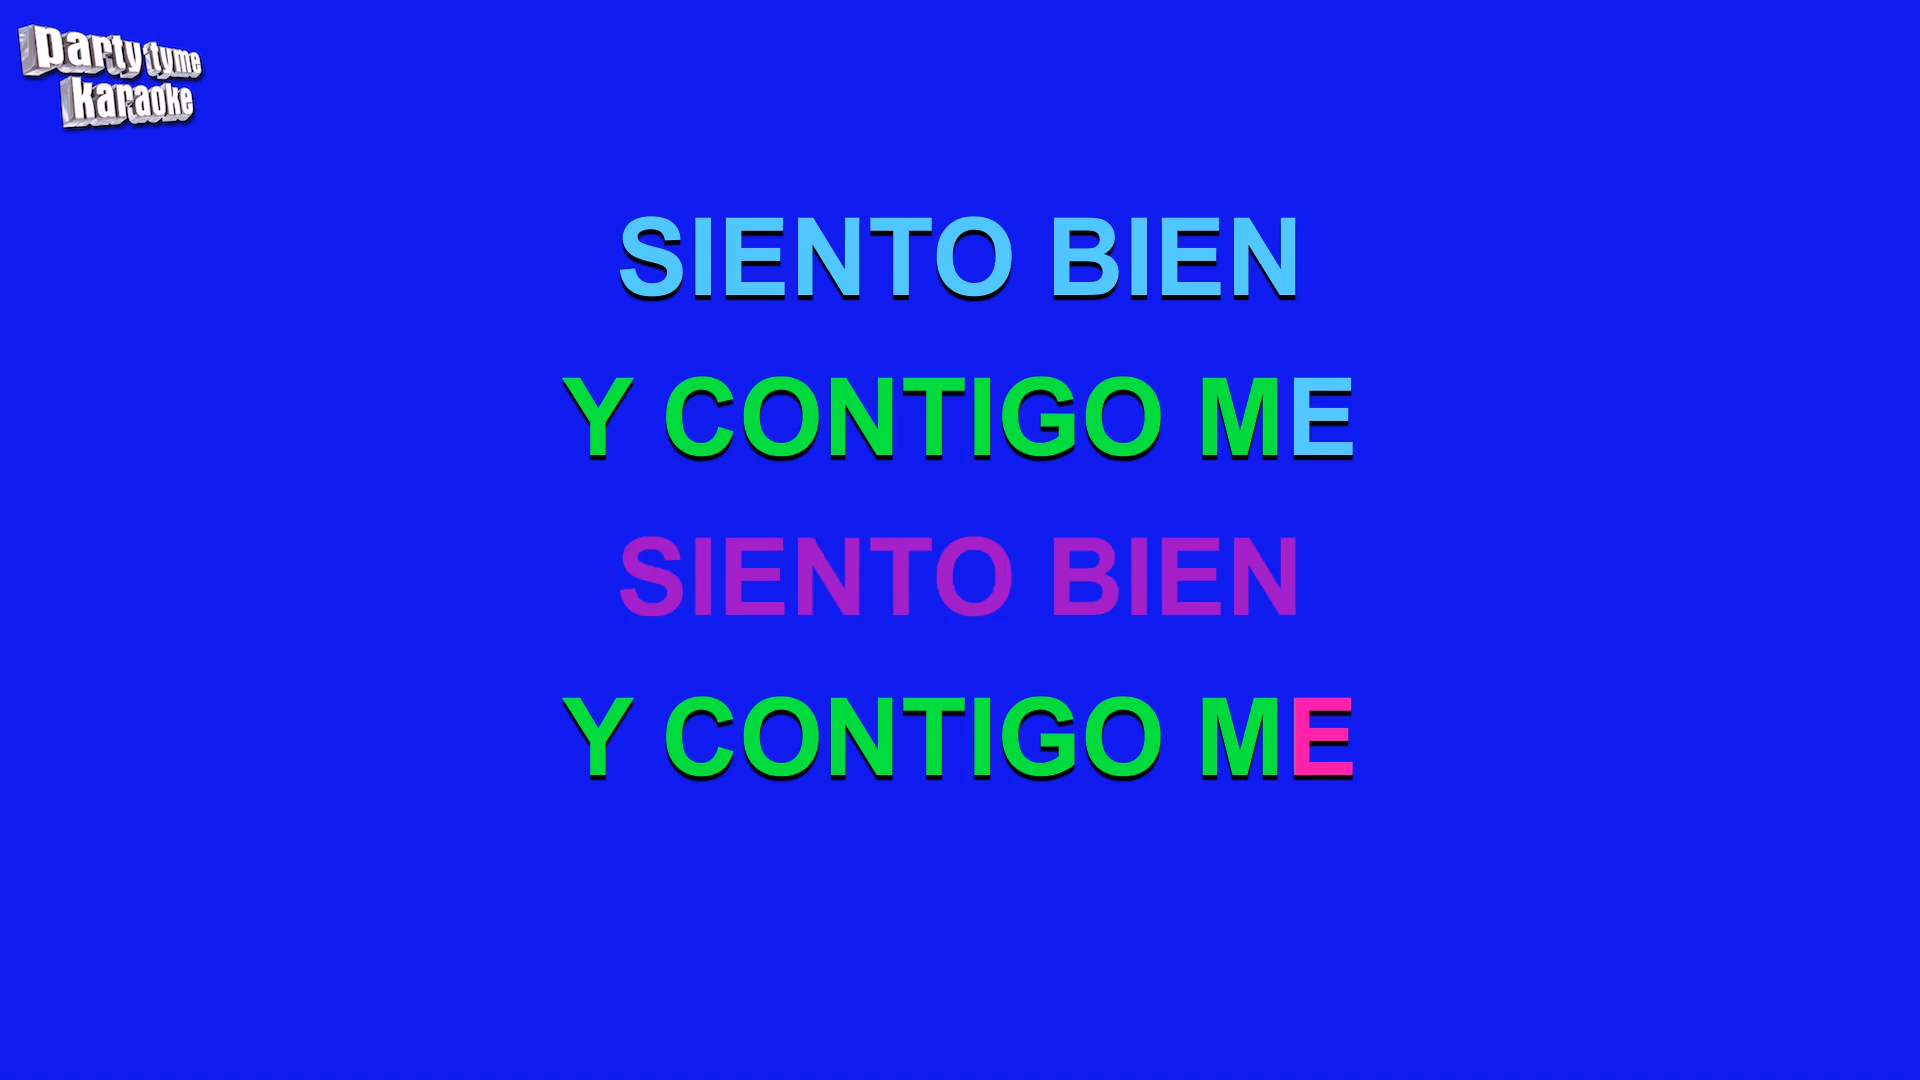 party tyme
karaoke
SIENTO BIEN
Y CONTIGO ME
SIENTO BIEN
Y CONTIGO ME